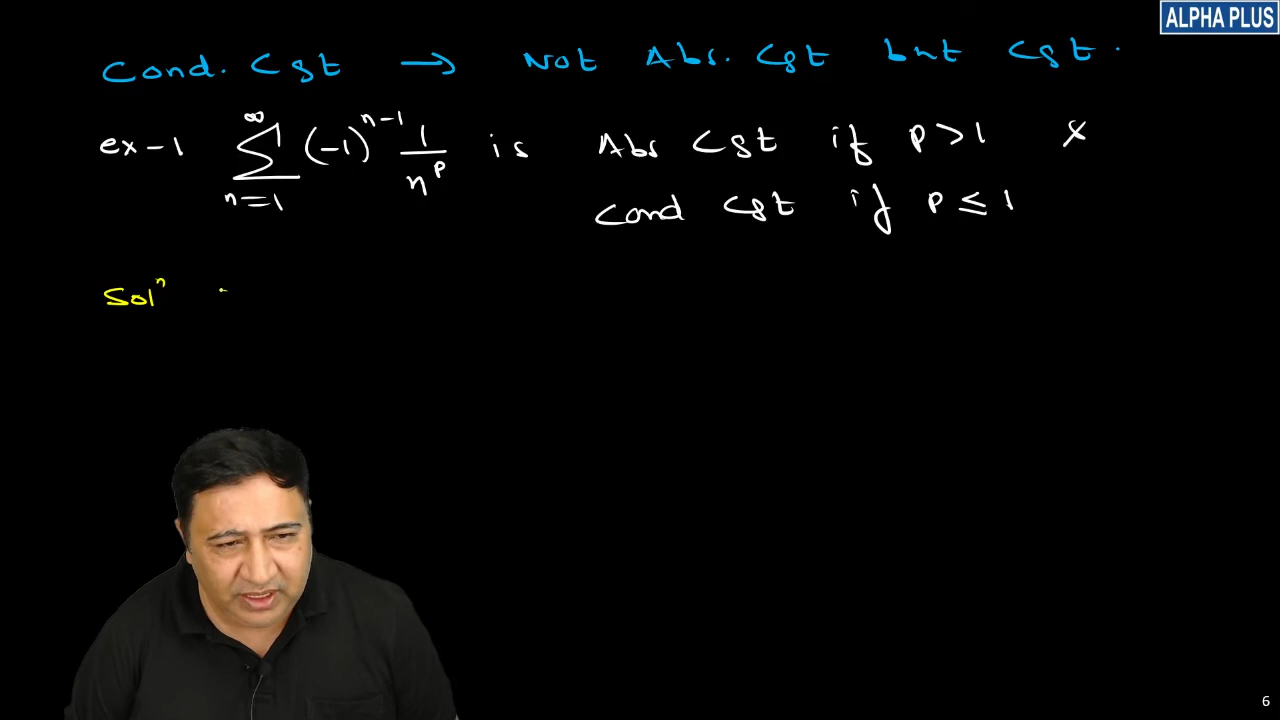 ALPHA PLUS
Cond. Cgt → Not Abs. Cgt but Cgt.
ex-1 ∞ Σ n=1 (-1)^{n-1} 1/n^p is Abs Cgt if p>1 &
Cond Cgt if p ≤ 1
Solⁿ
6